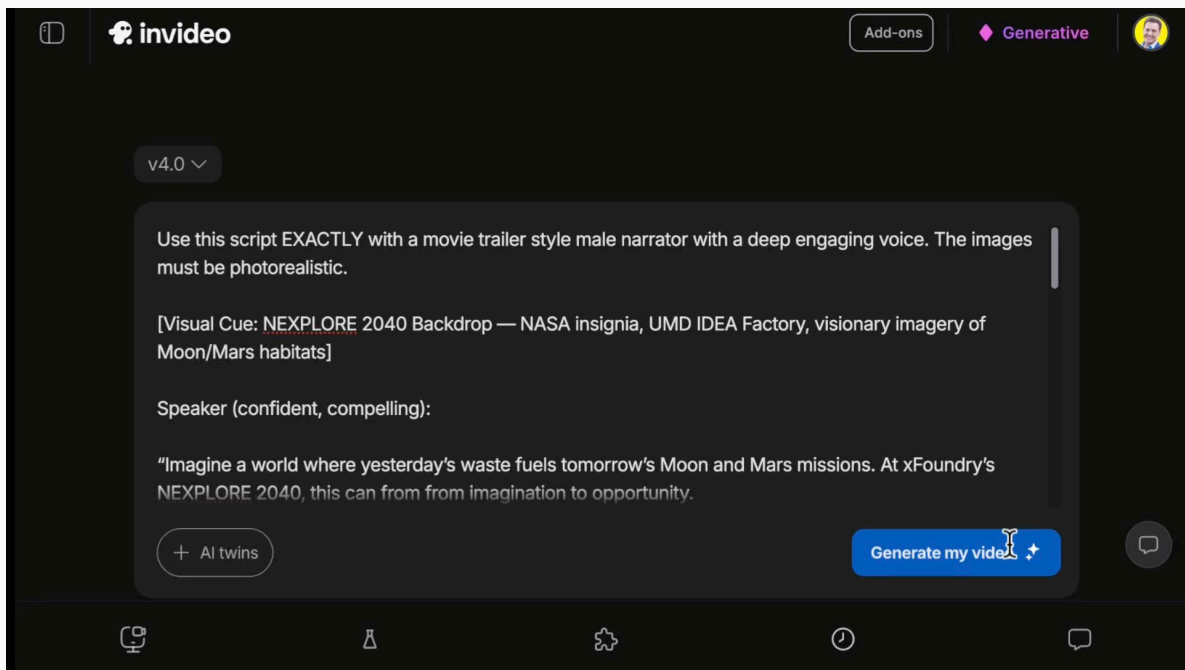 invideo
Add-ons
Generative
v4.0
Use this script EXACTLY with a movie trailer style male narrator with a deep engaging voice. The images
must be photorealistic.
[Visual Cue: NEXPLORE 2040 Backdrop — NASA insignia, UMD IDEA Factory, visionary imagery of
Moon/Mars habitats]
Speaker (confident, compelling):
“Imagine a world where yesterday’s waste fuels tomorrow’s Moon and Mars missions. At xFoundry’s
NEXPLORE 2040, this can from from imagination to opportunity.
+ AI twins
Generate my video